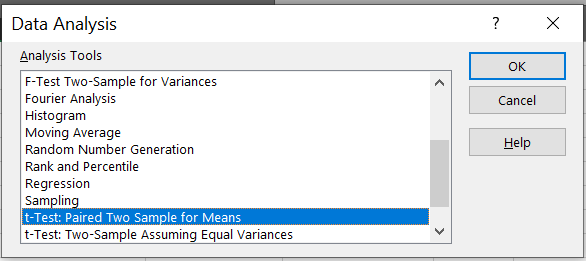 Data Analysis
?
Analysis Tools
F-Test Two-Sample for Variances
Fourier Analysis
Histogram
Moving Average
Random Number Generation
Rank and Percentile
Regression
Sampling
t-Test: Paired Two Sample for Means
t-Test: Two-Sample Assuming Equal Variances
OK
Cancel
Help